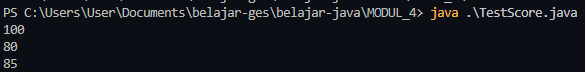 PS C:\Users\User\Documents\belajar-ges\belajar-java\MODUL_4> java .\TestScore.java
100
80
85